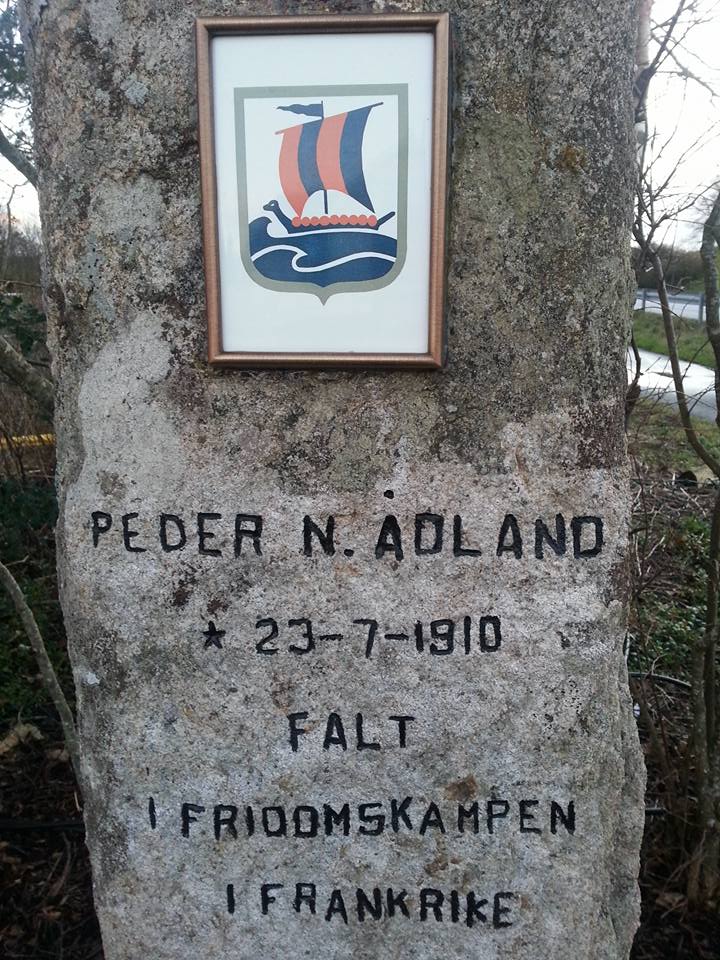 PEDER N. ÅDLAND
* 23-7-1910
FALT
I FRIDOMSKAMPEN
I FRANKRIKE